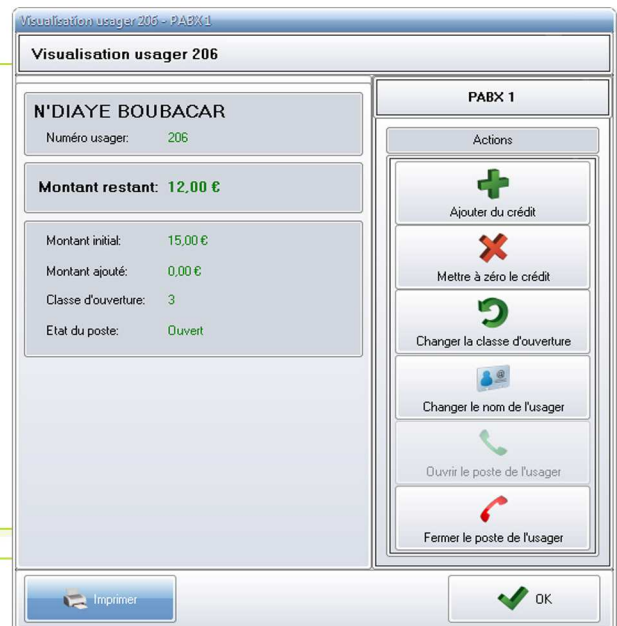 Visualisation usager 206 - PABX 1
Visualisation usager 206
N'DIAYE BOUBACAR
Numéro usager: 206
Montant restant: 12,00 €
Montant initial: 15,00 €
Montant ajouté: 0,00 €
Classe d'ouverture: 3
Etat du poste: Ouvert
PABX 1
Actions
Ajouter du crédit
Mettre à zéro le crédit
Changer la classe d'ouverture
Changer le nom de l'usager
Ouvrir le poste de l'usager
Fermer le poste de l'usager
Imprimer
OK